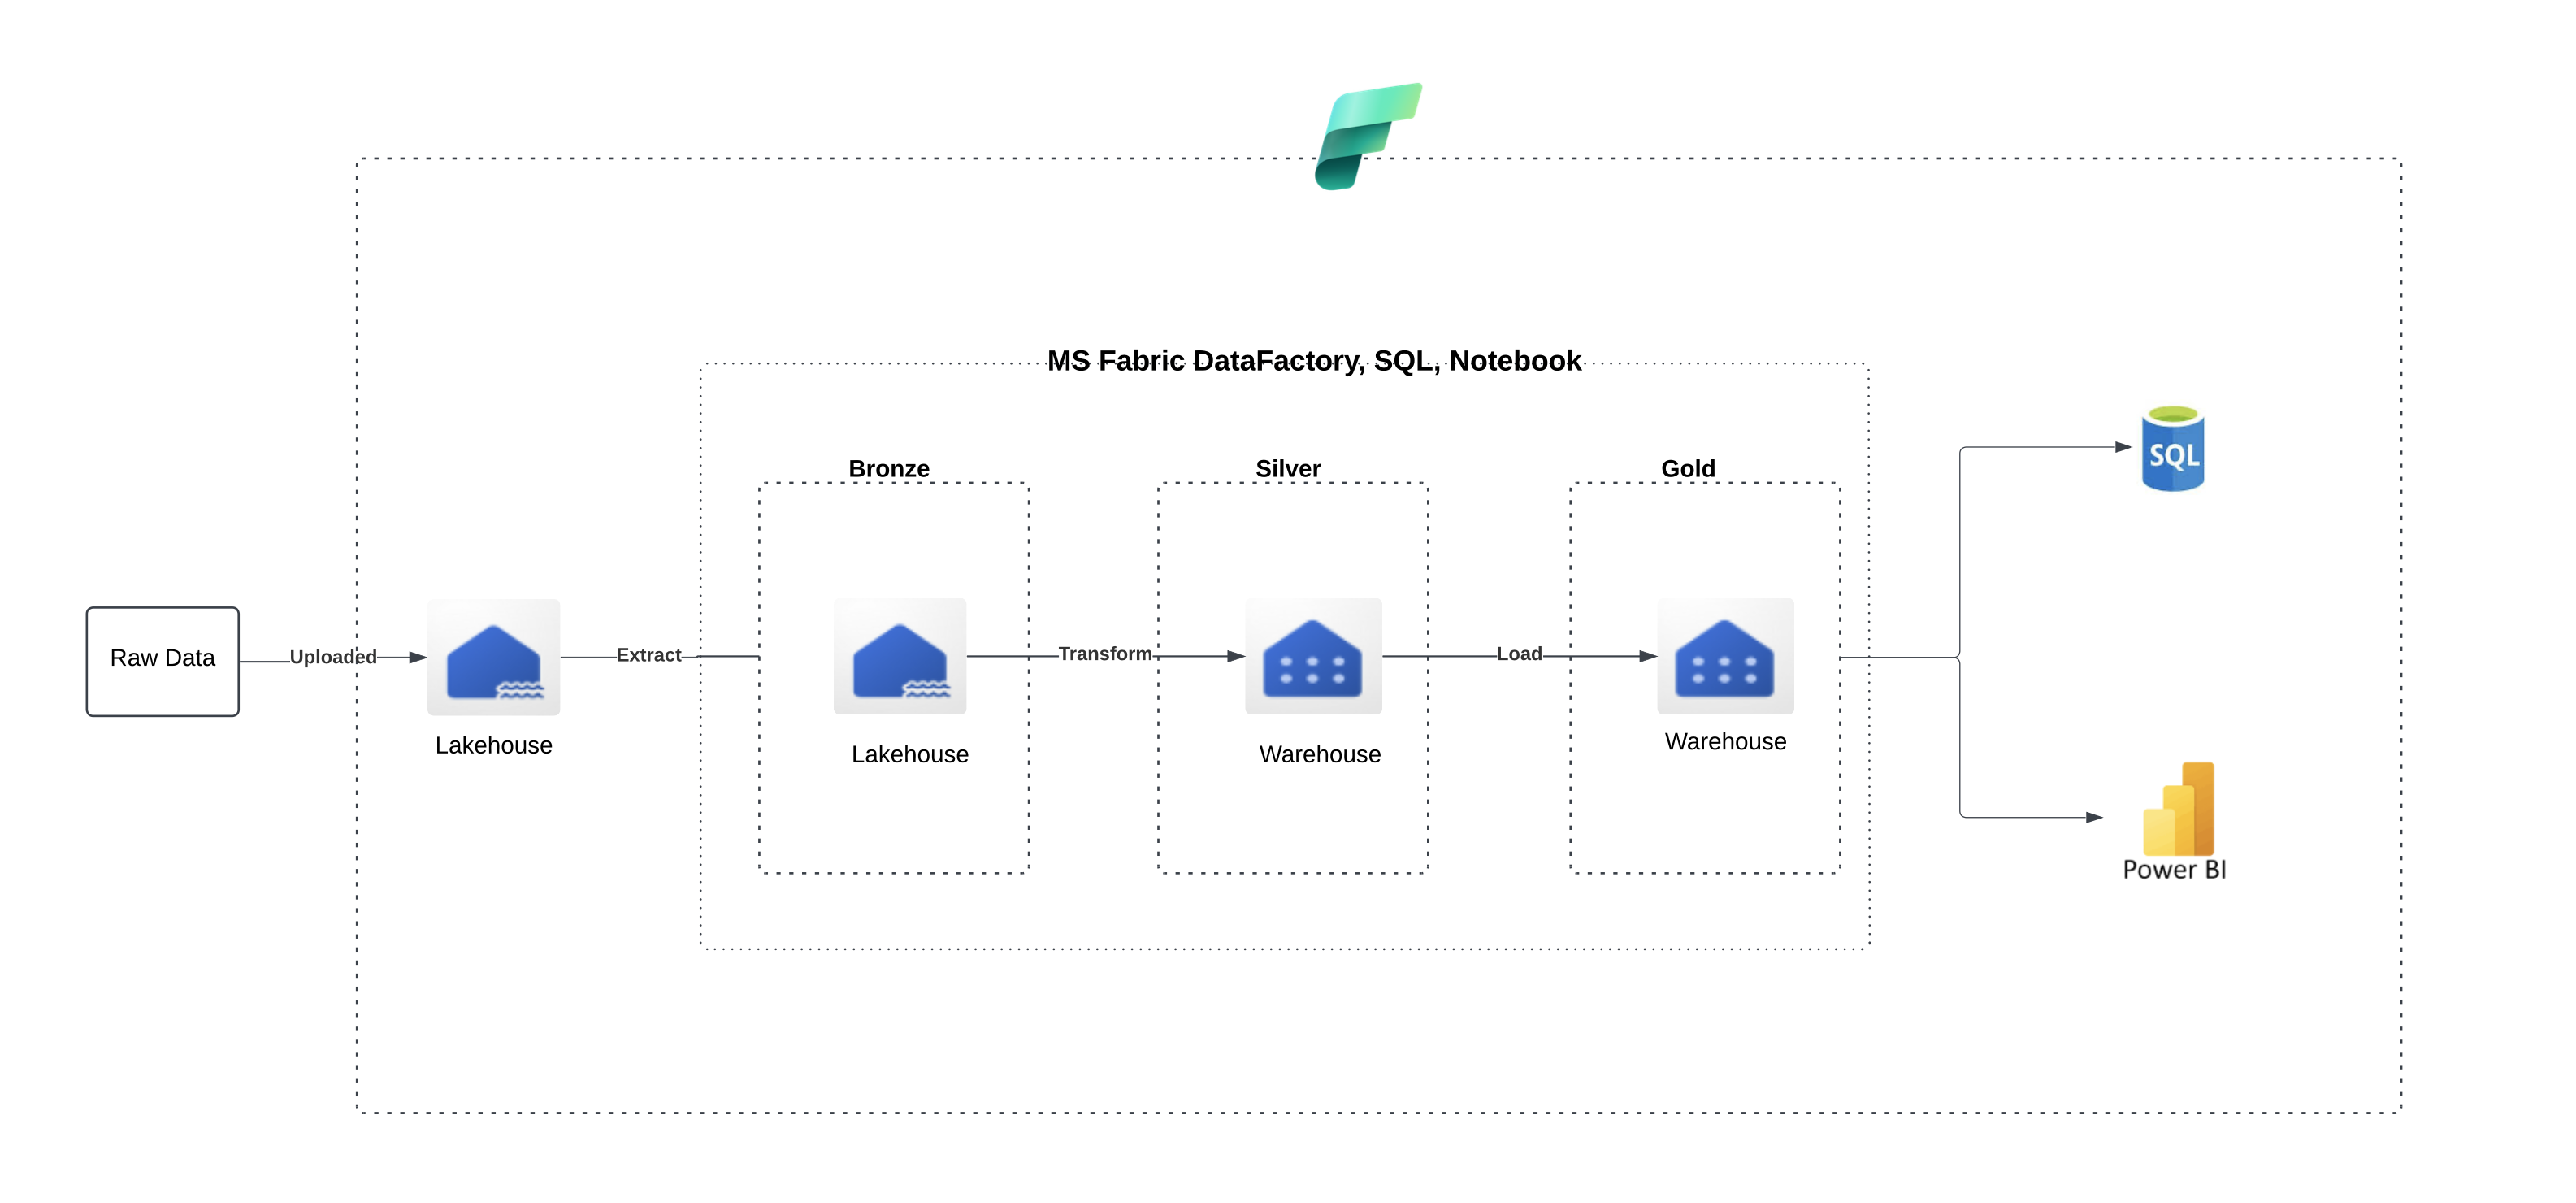 MS Fabric DataFactory, SQL, Notebook
Bronze
Silver
Gold
SQL
Raw Data
Uploaded
Extract
Transform
Load
Lakehouse
Lakehouse
Warehouse
Warehouse
Power BI